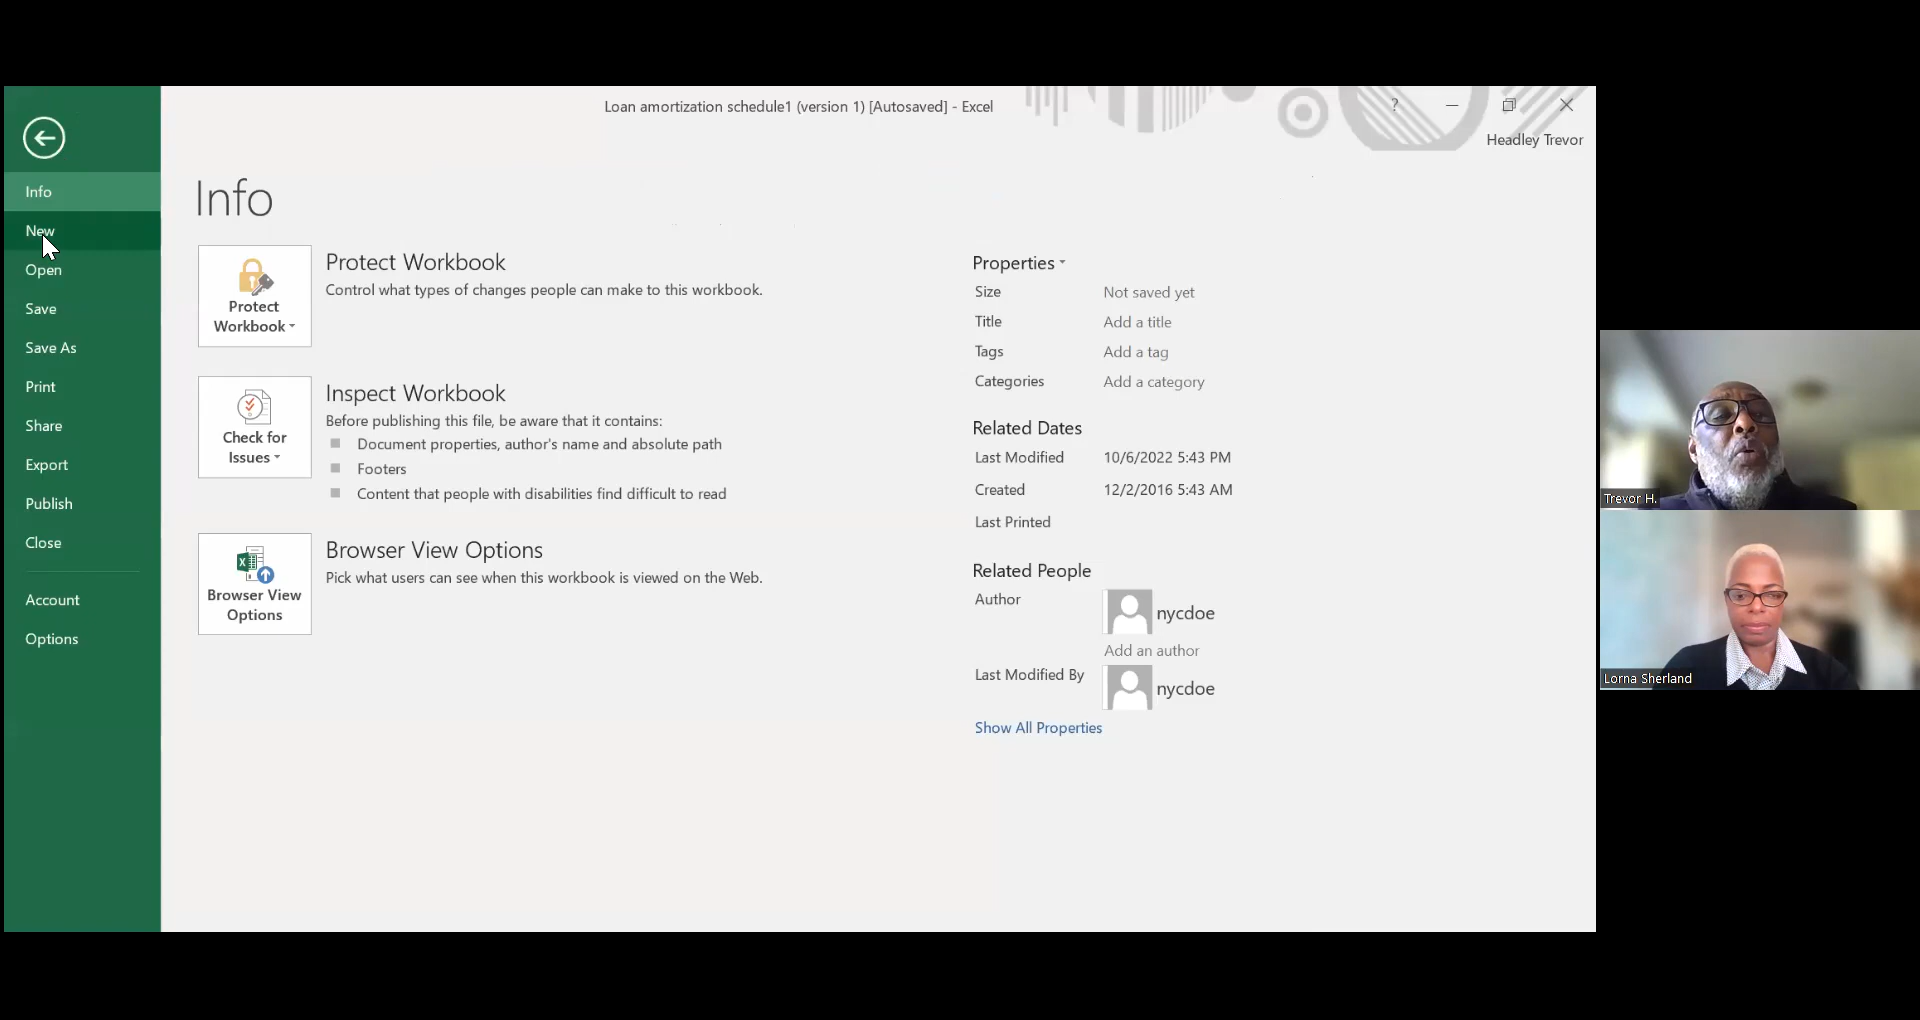 Loan amortization schedule1 (version 1) [Autosaved] - Excel
?
Headley Trevor
Info
New
Open
Save
Save As
Print
Share
Export
Publish
Close
Account
Options
Info
Protect
Workbook
Protect Workbook
Control what types of changes people can make to this workbook.
Check for
Issues
Inspect Workbook
Before publishing this file, be aware that it contains:
Document properties, author's name and absolute path
Footers
Content that people with disabilities find difficult to read
Browser View
Options
Browser View Options
Pick what users can see when this workbook is viewed on the Web.
Properties
Size Not saved yet
Title Add a title
Tags Add a tag
Categories Add a category
Related Dates
Last Modified 10/6/2022 5:43 PM
Created 12/2/2016 5:43 AM
Last Printed
Related People
Author nycdoe
Add an author
Last Modified By nycdoe
Show All Properties
Trevor H.
Lorna Sherland